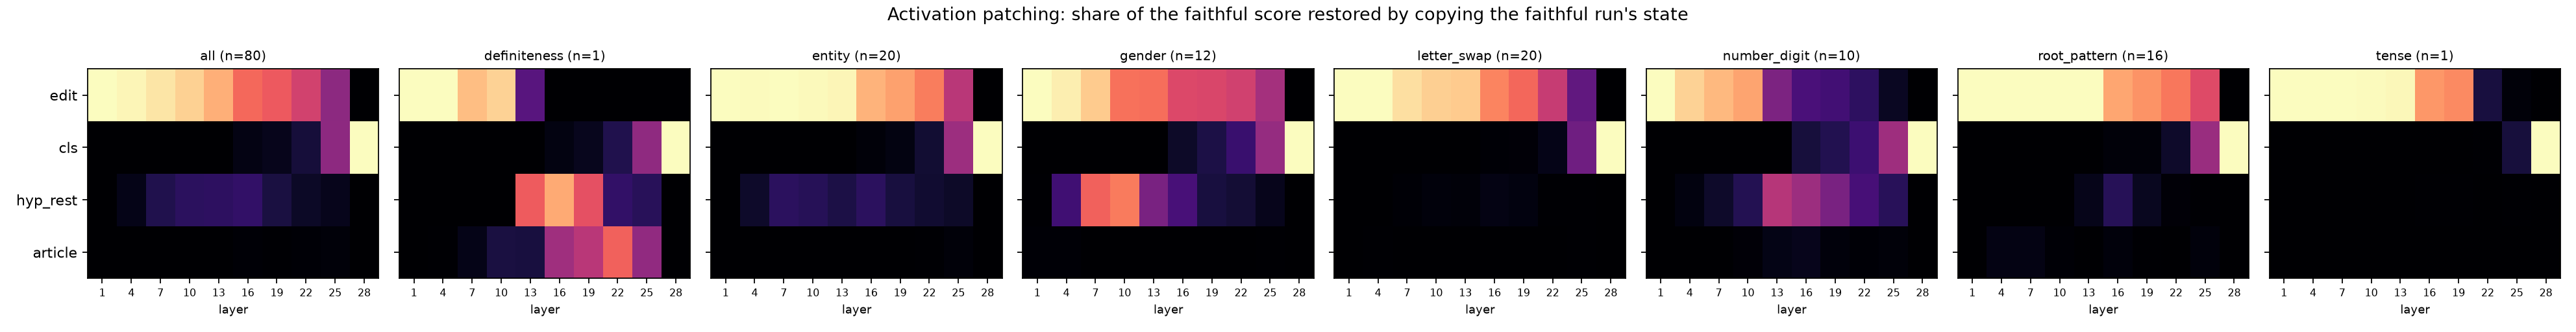 Activation patching: share of the faithful score restored by copying the faithful run's state
all (n=80)
definiteness (n=1)
entity (n=20)
gender (n=12)
letter_swap (n=20)
number_digit (n=10)
root_pattern (n=16)
tense (n=1)
edit
cls
hyp_rest
article
1 4 7 10 13 16 19 22 25 28
1 4 7 10 13 16 19 22 25 28
1 4 7 10 13 16 19 22 25 28
1 4 7 10 13 16 19 22 25 28
1 4 7 10 13 16 19 22 25 28
1 4 7 10 13 16 19 22 25 28
1 4 7 10 13 16 19 22 25 28
1 4 7 10 13 16 19 22 25 28
layer
layer
layer
layer
layer
layer
layer
layer